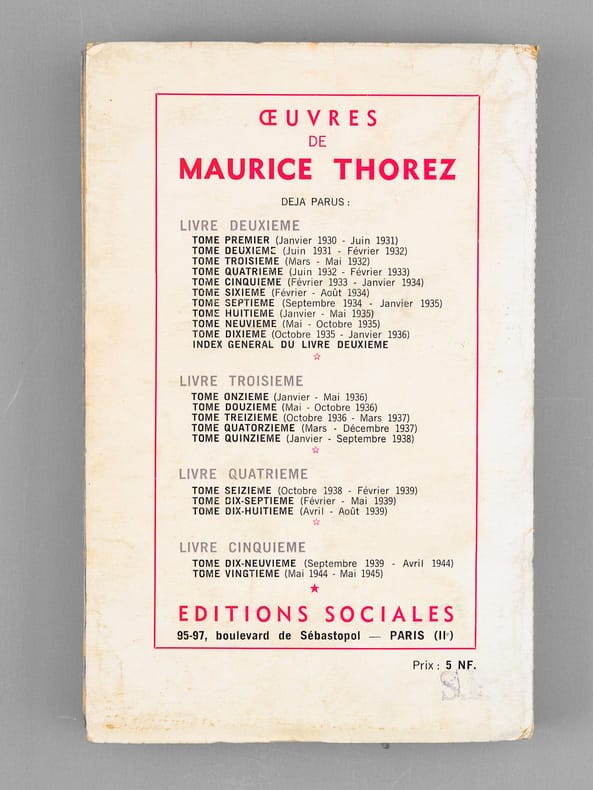 ŒUVRES
DE
MAURICE THOREZ
DEJA PARUS :
LIVRE DEUXIEME
TOME PREMIER (Janvier 1930 - Juin 1931)
TOME DEUXIEME (Juin 1931 - Février 1932)
TOME TROISIEME (Mars - Mai 1932)
TOME QUATRIEME (Juin 1932 - Février 1933)
TOME CINQUIEME (Février 1933 - Janvier 1934)
TOME SIXIEME (Février - Août 1934)
TOME SEPTIEME (Septembre 1934 - Janvier 1935)
TOME HUITIEME (Janvier - Mai 1935)
TOME NEUVIEME (Mai - Octobre 1935)
TOME DIXIEME (Octobre 1935 - Janvier 1936)
INDEX GENERAL DU LIVRE DEUXIEME
LIVRE TROISIEME
TOME ONZIEME (Janvier - Mai 1936)
TOME DOUZIEME (Mai - Octobre 1936)
TOME TREIZIEME (Octobre 1936 - Mars 1937)
TOME QUATORZIEME (Mars - Décembre 1937)
TOME QUINZIEME (Janvier - Septembre 1938)
LIVRE QUATRIEME
TOME SEIZIEME (Octobre 1938 - Février 1939)
TOME DIX-SEPTIEME (Février - Mai 1939)
TOME DIX-HUITIEME (Avril - Août 1939)
LIVRE CINQUIEME
TOME DIX-NEUVIEME (Septembre 1939 - Avril 1944)
TOME VINGTIEME (Mai 1944 - Mai 1945)
EDITIONS SOCIALES
95-97, boulevard de Sébastopol — PARIS (IIᵉ)
Prix : 5 NF.